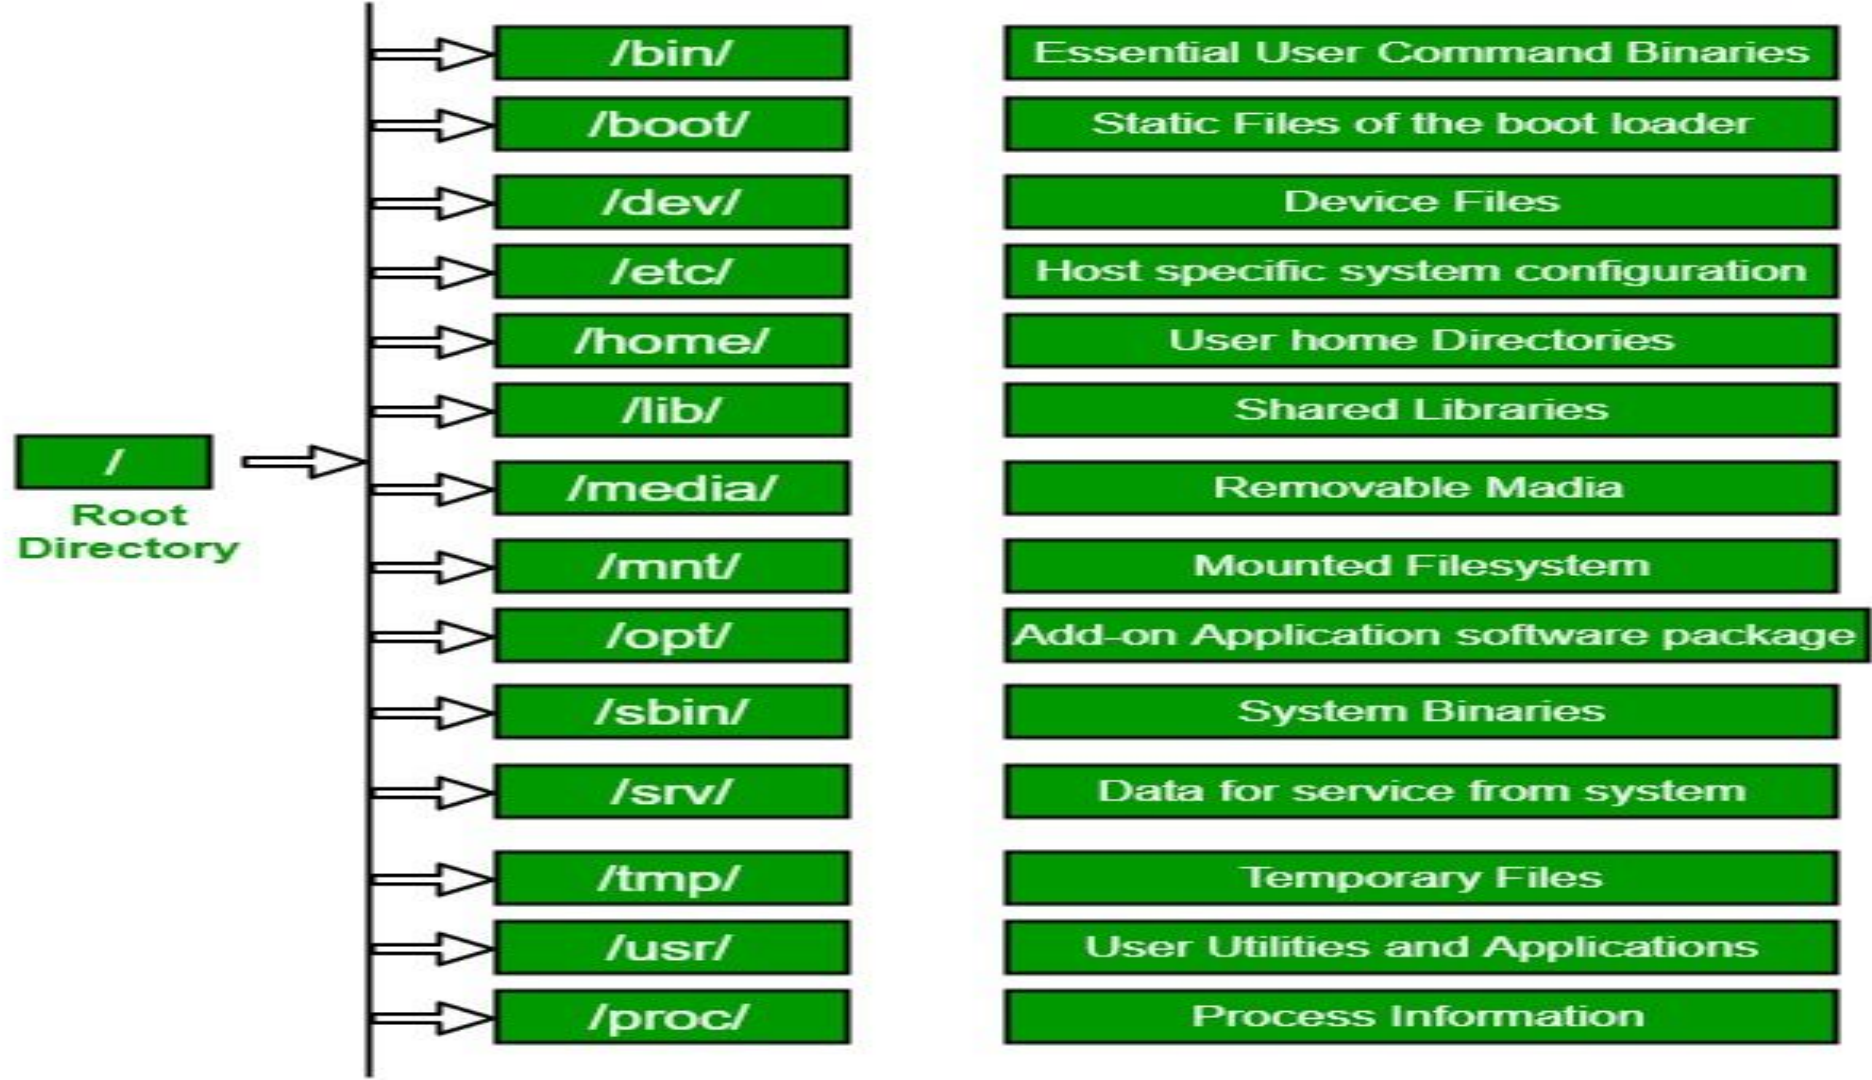 /bin/ Essential User Command Binaries
/boot/ Static Files of the boot loader
/dev/ Device Files
/etc/ Host specific system configuration
/home/ User home Directories
/lib/ Shared Libraries
/
Root
Directory
/media/ Removable Madia
/mnt/ Mounted Filesystem
/opt/ Add-on Application software package
/sbin/ System Binaries
/srv/ Data for service from system
/tmp/ Temporary Files
/usr/ User Utilities and Applications
/proc/ Process Information